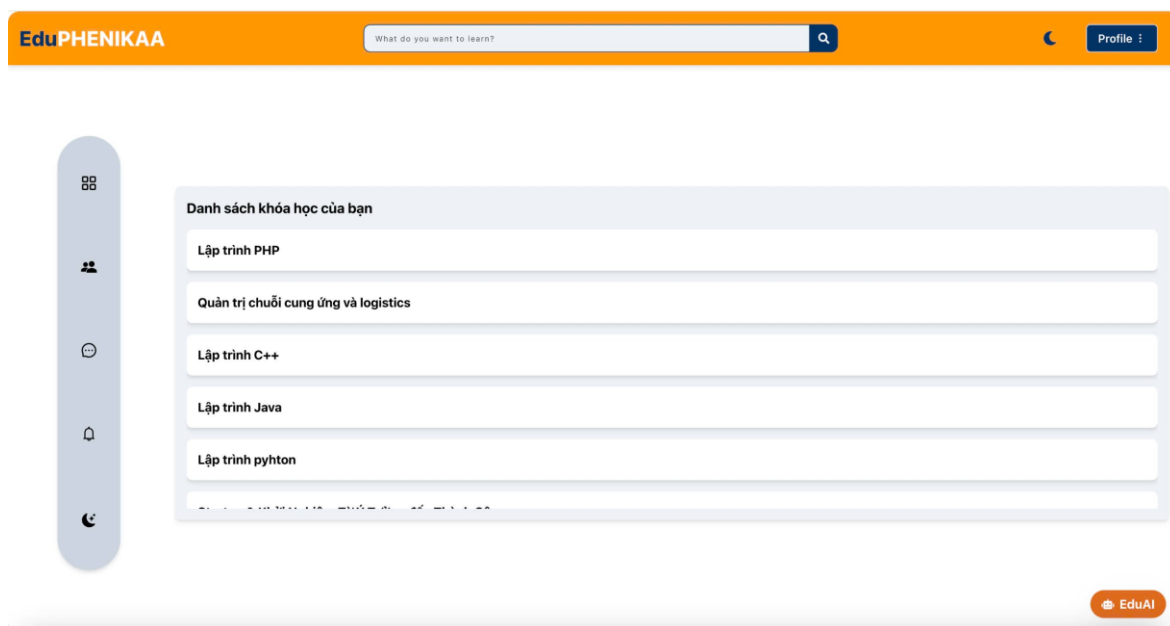 EduPHENIKAA
What do you want to learn?
Profile
Danh sách khóa học của bạn
Lập trình PHP
Quản trị chuỗi cung ứng và logistics
Lập trình C++
Lập trình Java
Lập trình pyhton
EduAI